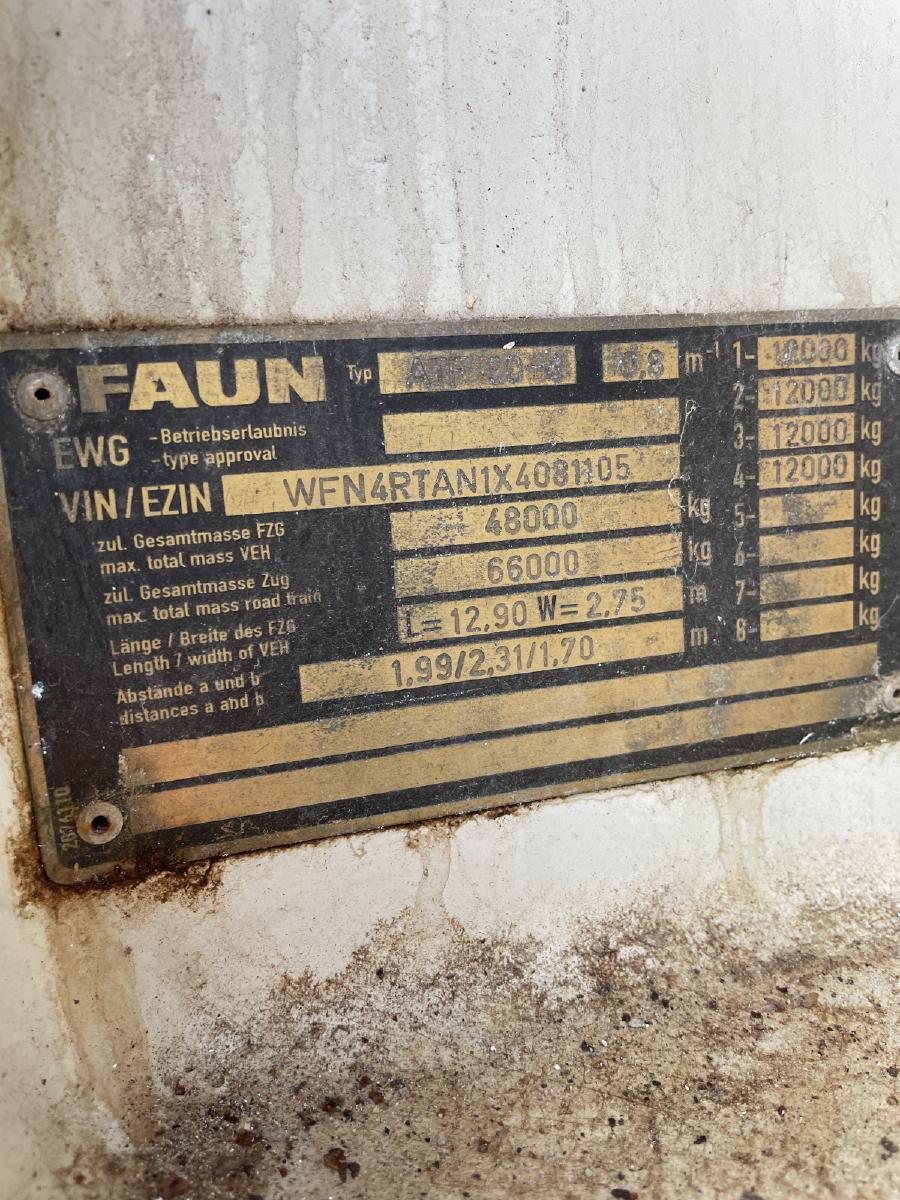 FAUN Typ m⁻¹ 1- 12000 kg
2- 12000 kg
EWG -Betriebserlaubnis
-type approval
3- 12000 kg
VIN/EZIN WFN4RTAN1X4081105
4- 12000 kg
zul. Gesamtmasse FZG
max. total mass VEH
48000 kg
5- kg
zul. Gesamtmasse Zug
max. total mass road train
66000 kg
6- kg
Länge / Breite des FZG
Length / width of VEH
L= 12,90 W= 2,75 m
7- kg
Abstände a und b
distances a and b
1,99/2,31/1,70 m
8- kg